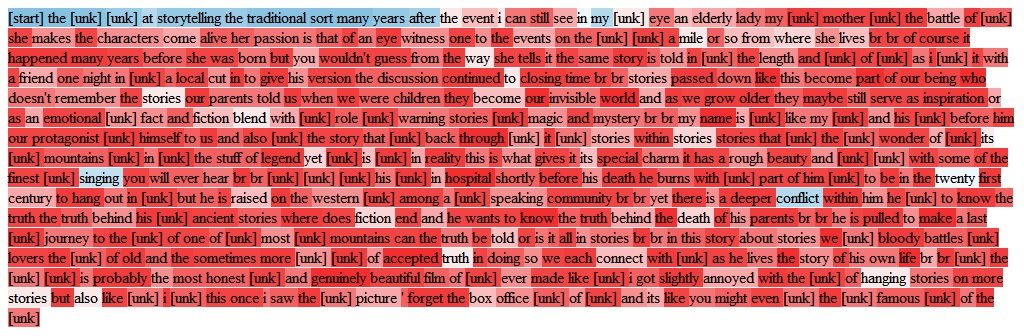 [start] the [unk] [unk] at storytelling the traditional sort many years after the event i can still see in my [unk] eye an elderly lady my [unk] mother [unk] the battle of [unk]
she makes the characters come alive her passion is that of an eye witness one to the events on the [unk] [unk] a mile or so from where she lives br br of course it
happened many years before she was born but you wouldn't guess from the way she tells it the same story is told in [unk] the length and [unk] of [unk] as i [unk] it with
a friend one night in [unk] a local cut in to give his version the discussion continued to closing time br br stories passed down like this become part of our being who
doesn't remember the stories our parents told us when we were children they become our invisible world and as we grow older they maybe still serve as inspiration or
as an emotional [unk] fact and fiction blend with [unk] role [unk] warning stories [unk] magic and mystery br br my name is [unk] like my [unk] and his [unk] before him
our protagonist [unk] himself to us and also [unk] the story that [unk] back through [unk] it [unk] stories within stories stories that [unk] the [unk] wonder of [unk] its
[unk] mountains [unk] in [unk] the stuff of legend yet [unk] is [unk] in reality this is what gives it its special charm it has a rough beauty and [unk] [unk] with some of the
finest [unk] singing you will ever hear br br [unk] [unk] [unk] his [unk] in hospital shortly before his death he burns with [unk] part of him [unk] to be in the twenty first
century to hang out in [unk] but he is raised on the western [unk] among a [unk] speaking community br br yet there is a deeper conflict within him he [unk] to know the
truth the truth behind his [unk] ancient stories where does fiction end and he wants to know the truth behind the death of his parents br br he is pulled to make a last
[unk] journey to the [unk] of one of [unk] most [unk] mountains can the truth be told or is it all in stories br br in this story about stories we [unk] bloody battles [unk]
lovers the [unk] of old and the sometimes more [unk] [unk] of accepted truth in doing so we each connect with [unk] as he lives the story of his own life br br [unk] the
[unk] [unk] is probably the most honest [unk] and genuinely beautiful film of [unk] ever made like [unk] i got slightly annoyed with the [unk] of hanging stories on more
stories but also like [unk] i [unk] this once i saw the [unk] picture ' forget the box office [unk] of [unk] and its like you might even [unk] the [unk] famous [unk] of the
[unk]